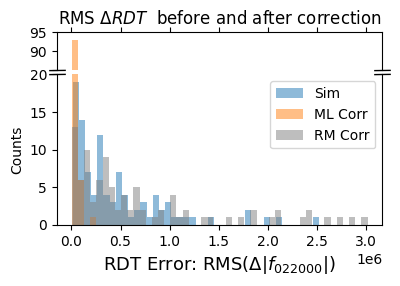 RMS ΔRDT before and after correction
95
90
20
15
10
5
0
Counts
Sim
ML Corr
RM Corr
0.0 0.5 1.0 1.5 2.0 2.5 3.0
1e6
RDT Error: RMS(Δ|f₀₂₂₀₀₀|)